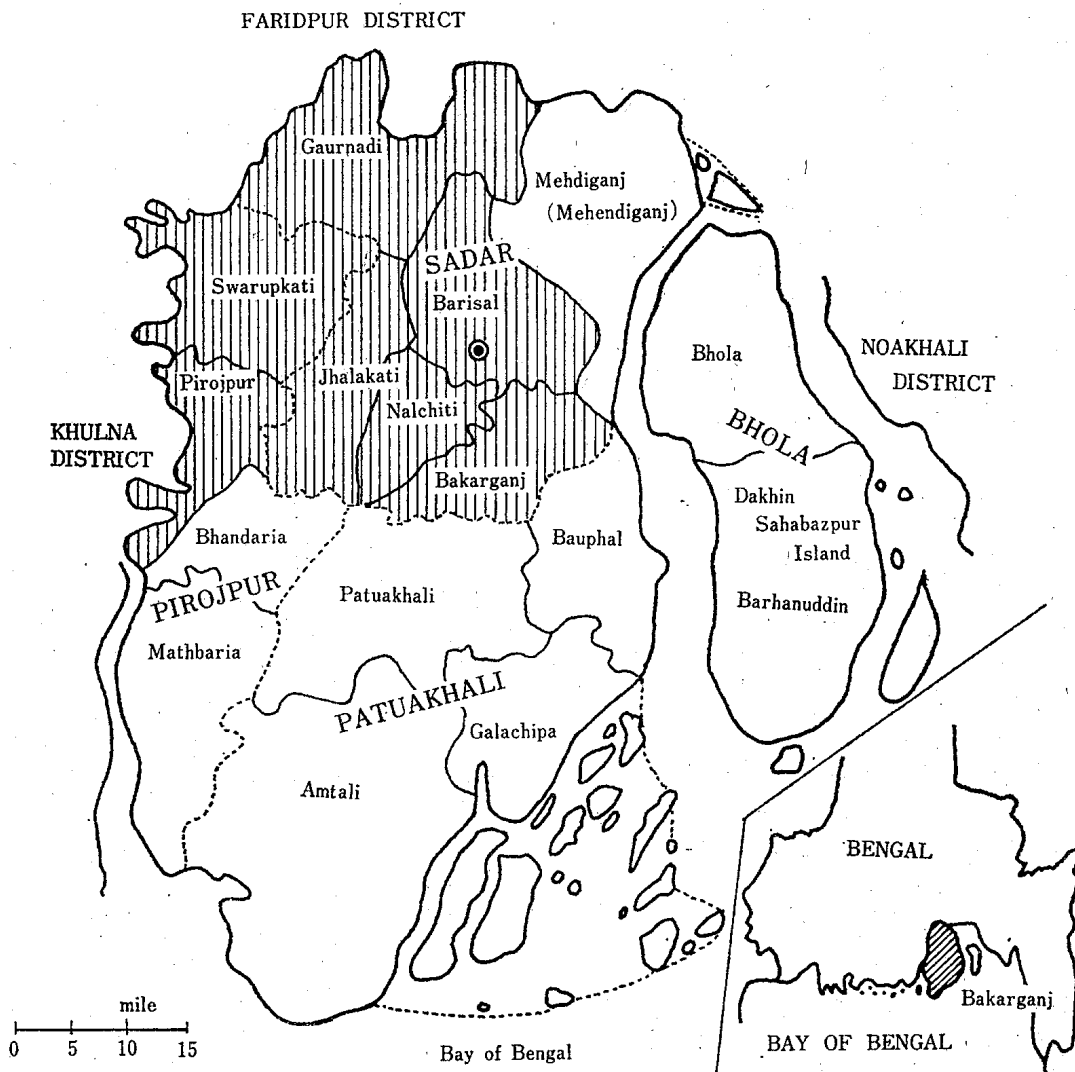 FARIDPUR DISTRICT
Gaurnadi
Mehdiganj
(Mehendiganj)
SADAR
Swarupkati
Barisal
Bhola
NOAKHALI
DISTRICT
Pirojpur
Jhalakati
Nalchiti
KHULNA
DISTRICT
BHOLA
Bakarganj
Dakhin
Sahabazpur
Island
Bhandaria
Bauphal
PIROJPUR
Patuakhali
Barhanuddin
Mathbaria
PATUAKHALI
Galachipa
Amtali
BENGAL
Bakarganj
mile
0 5 10 15
Bay of Bengal
BAY OF BENGAL